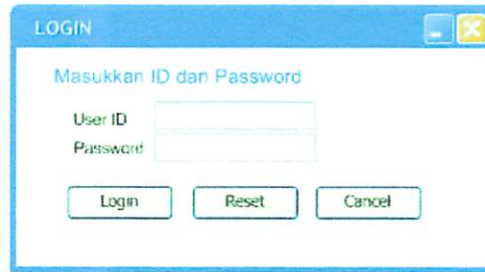 LOGIN
Masukkan ID dan Password
User ID
Password
Login Reset Cancel